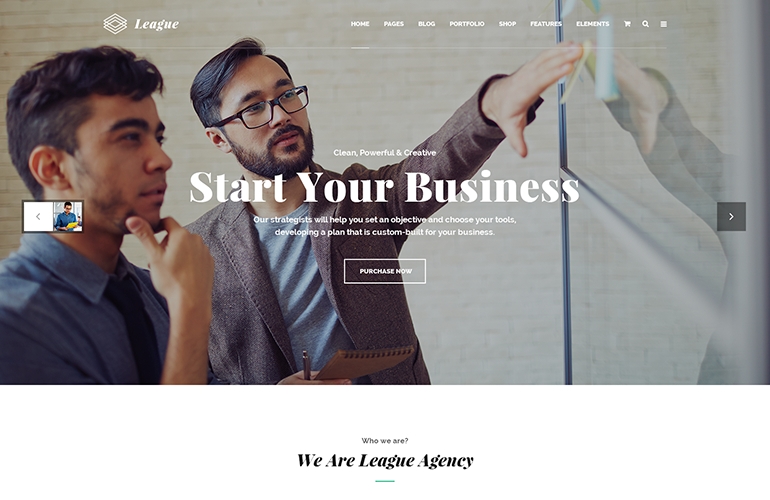 League
HOME PAGES BLOG PORTFOLIO SHOP FEATURES ELEMENTS
Clean, Powerful & Creative
Start Your Business
Our strategists will help you set an objective and choose your tools,
developing a plan that is custom-built for your business.
PURCHASE NOW
Who we are?
We Are League Agency